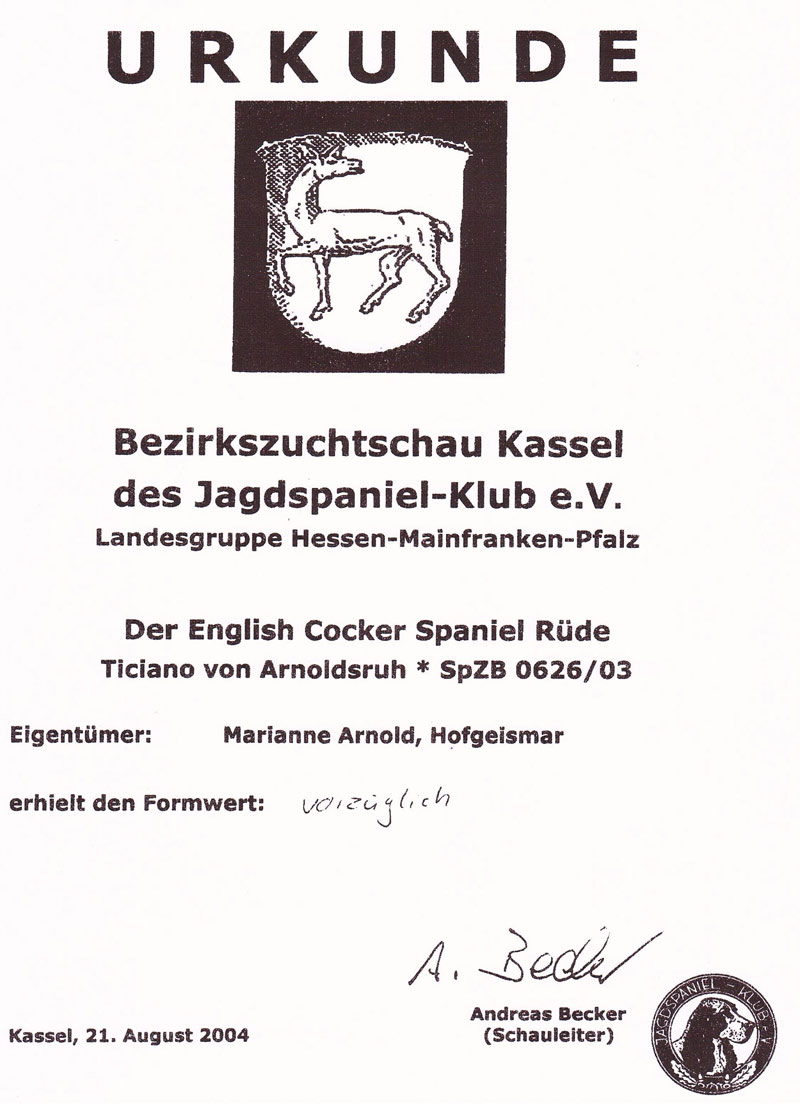 URKUNDE
Bezirkszuchtschau Kassel
des Jagdspaniel-Klub e.V.
Landesgruppe Hessen-Mainfranken-Pfalz
Der English Cocker Spaniel Rüde
Ticiano von Arnoldsruh * SpZB 0626/03
Eigentümer: Marianne Arnold, Hofgeismar
erhielt den Formwert: vorzüglich
A. Becker
Andreas Becker
(Schauleiter)
Kassel, 21. August 2004
JAGDSPANIEL - KLUB e.V.